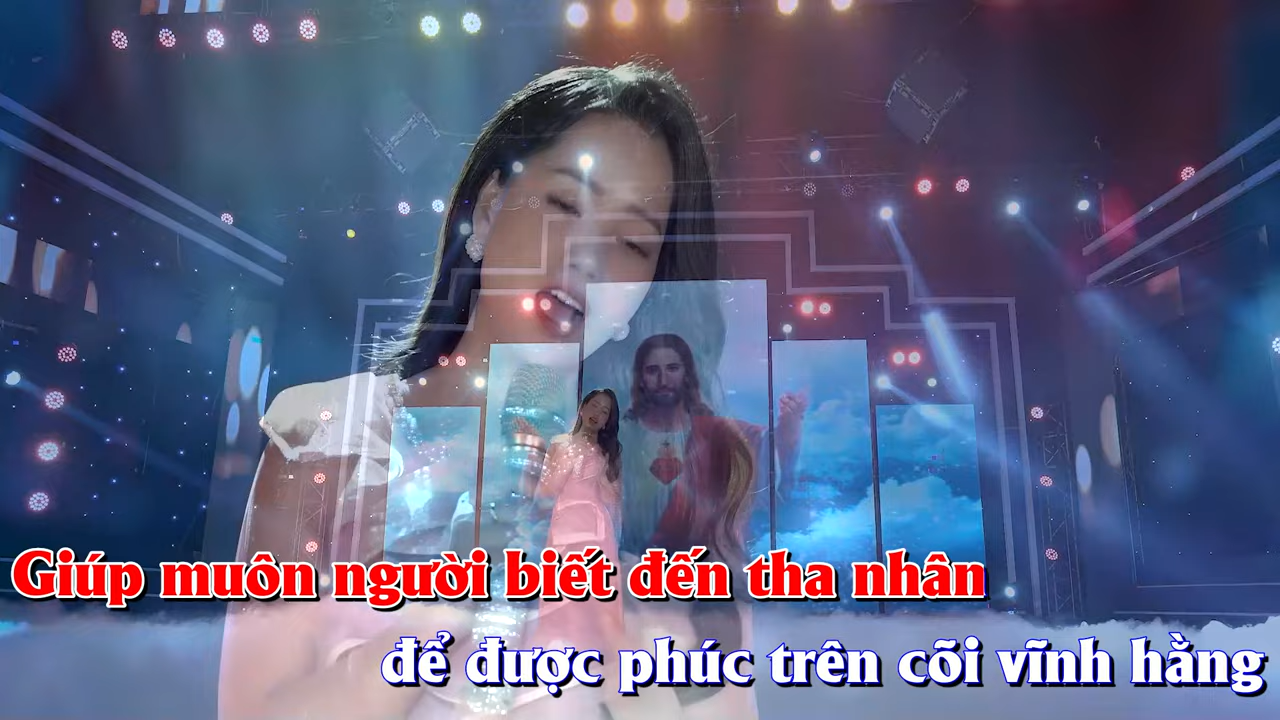 Giúp muôn người biết đến tha nhân
để được phúc trên cõi vĩnh hằng